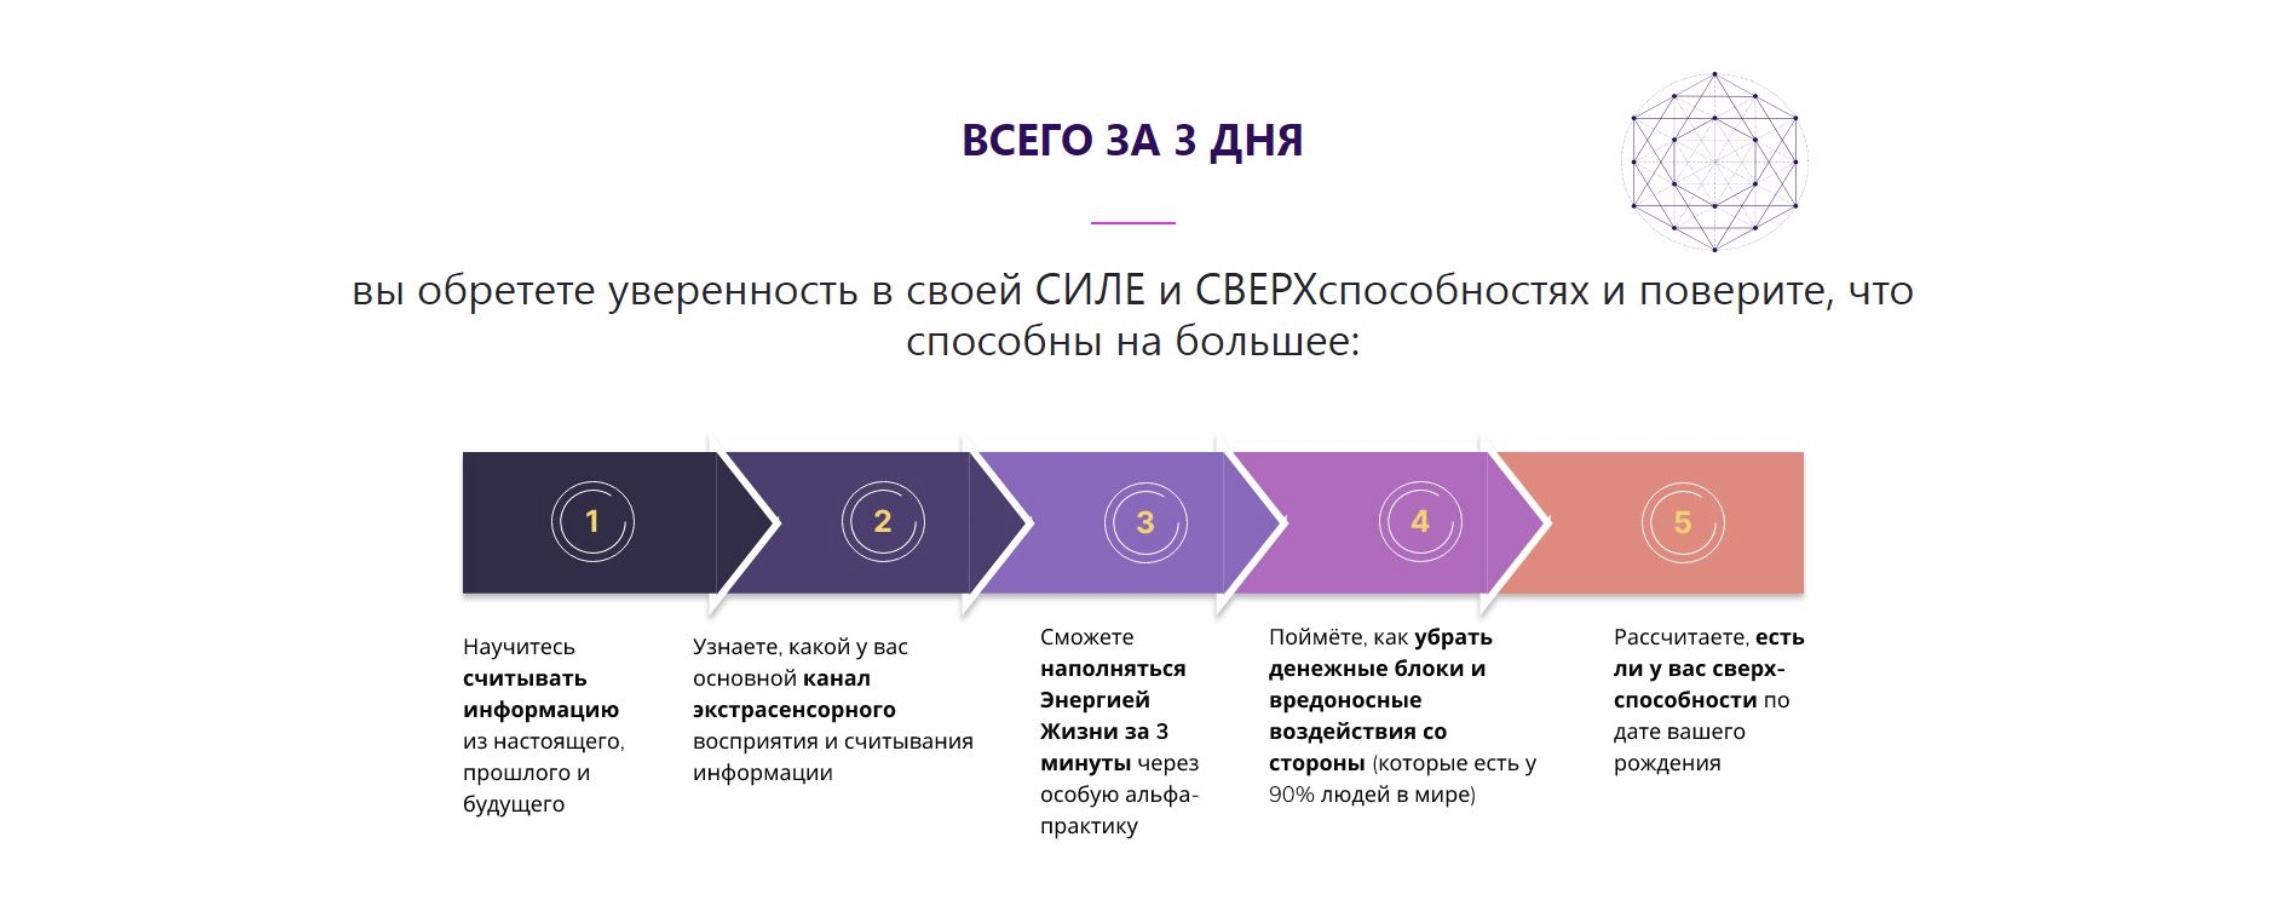 ВСЕГО ЗА 3 ДНЯ
вы обретете уверенность в своей СИЛЕ и СВЕРХспособностях и поверите, что
способны на большее:
1
2
3
4
5
Научитесь
считывать
информацию
из настоящего,
прошлого и
будущего
Узнаете, какой у вас
основной канал
экстрасенсорного
восприятия и считывания
информации
Сможете
наполняться
Энергией
Жизни за 3
минуты через
особую альфа-
практику
Поймёте, как убрать
денежные блоки и
вредоносные
воздействия со
стороны (которые есть у
90% людей в мире)
Рассчитаете, есть
ли у вас сверх-
способности по
дате вашего
рождения